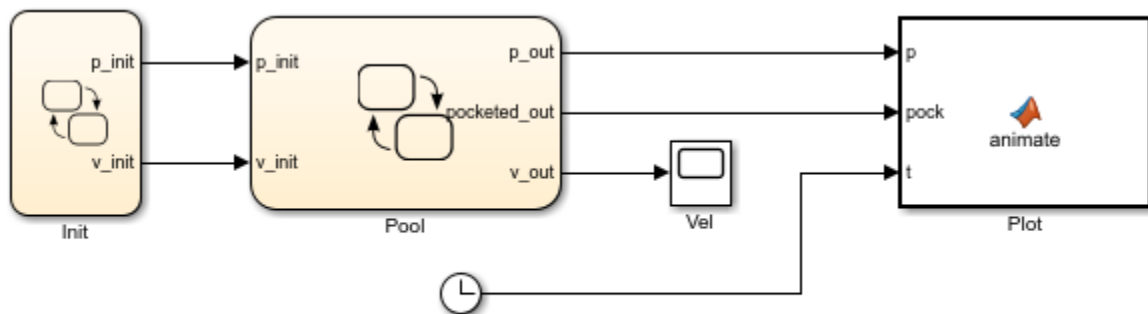 p_init
v_init
Init
p_init
v_init
p_out
pocketed_out
v_out
Pool
Vel
p
pock
t
animate
Plot